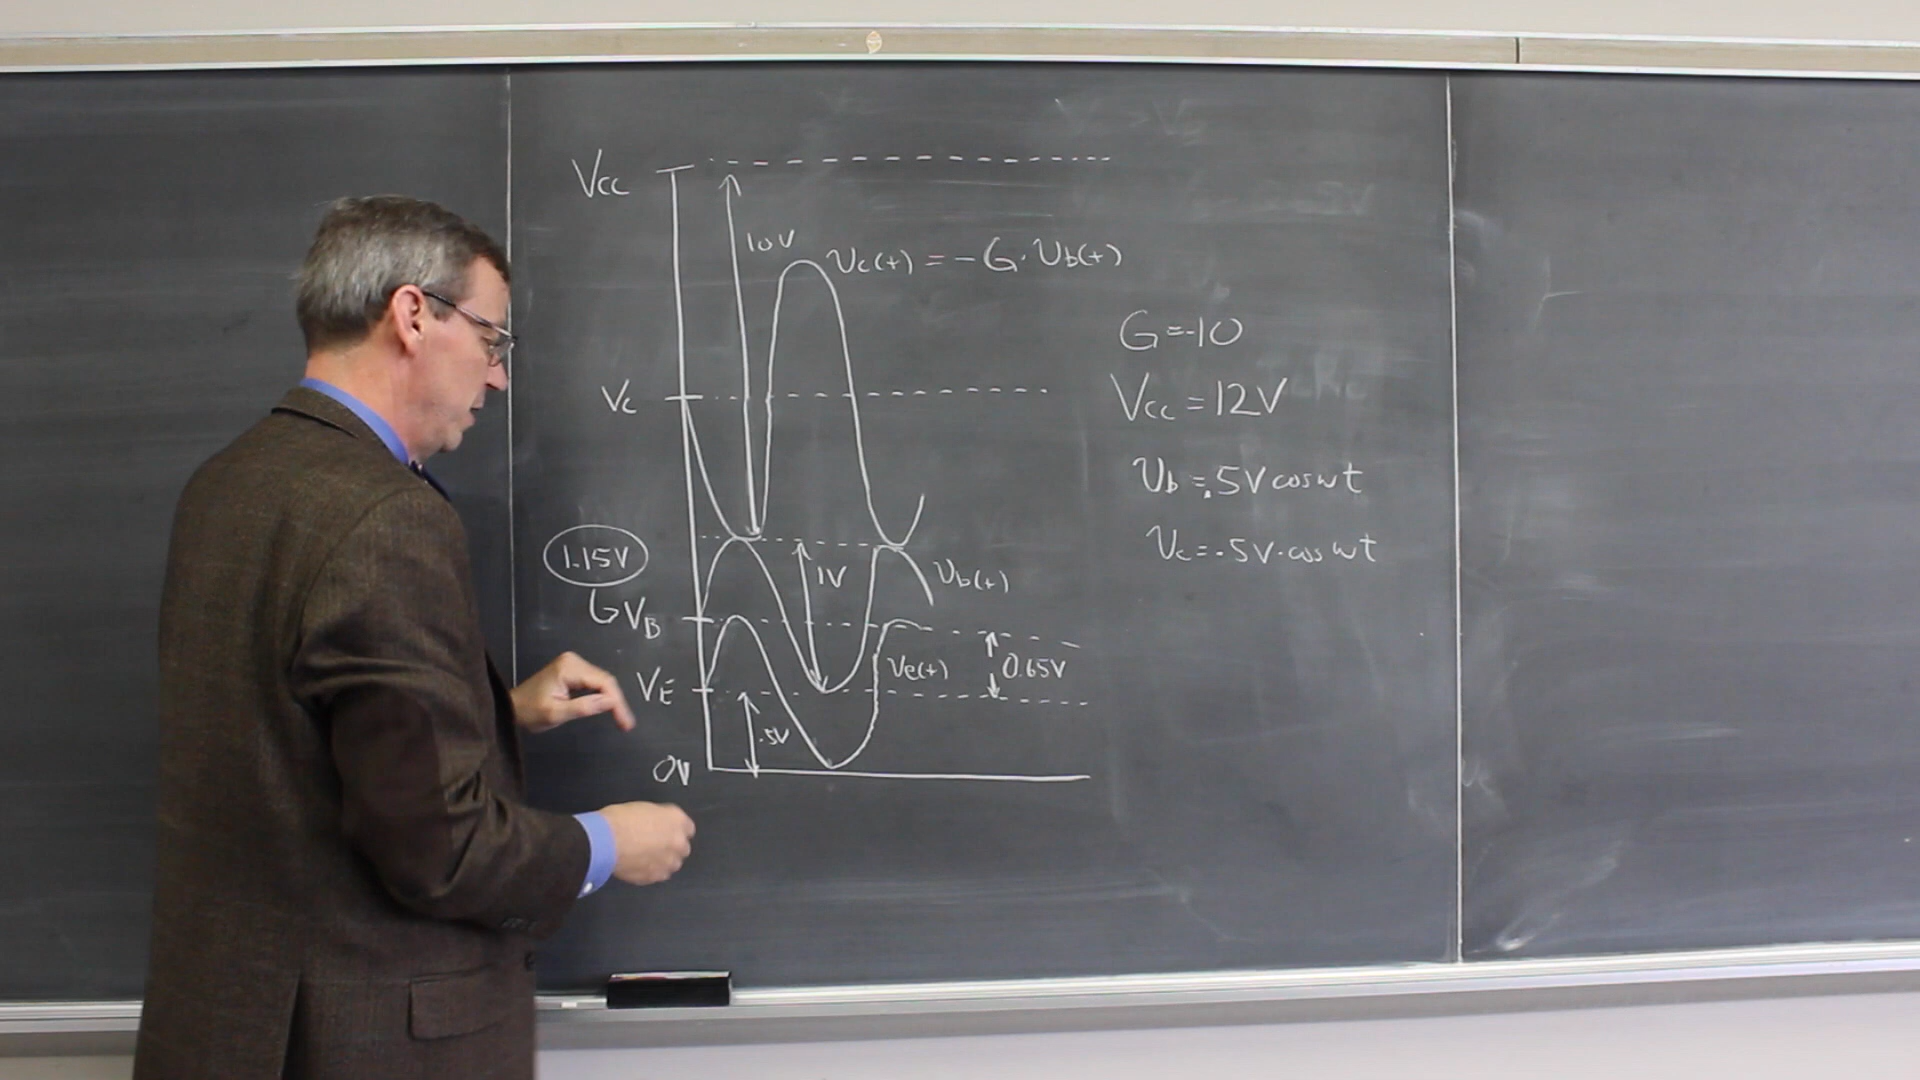 Vcc
10V
Vc(t) = -G·Vb(t)
G=-10
Vc
Vcc = 12V
Vb = .5V cos wt
1.15V
Vc = .5V·cos wt
1V
Vb(t)
VB
VE
Ve(t)
0.65V
.5V
0V